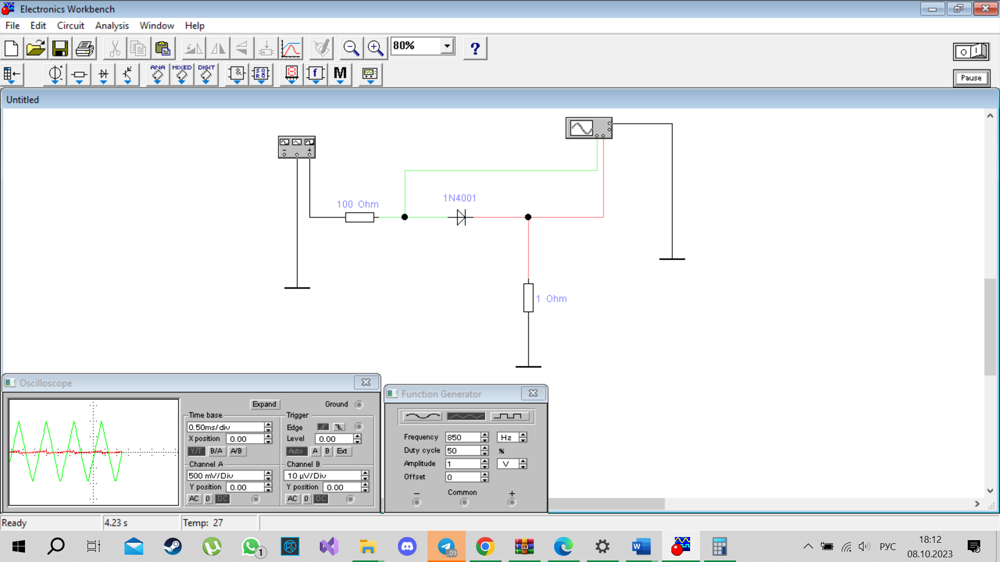 Electronics Workbench
File Edit Circuit Analysis Window Help
80%
?
ANA MIXED DIGIT
M
Pause
Untitled
100 Ohm
1N4001
1 Ohm
Oscilloscope
Expand Ground
Time base Trigger
0.50ms/div Edge
X position 0.00 Level 0.00
Y/T B/A A/B Auto A B Ext
Channel A Channel B
500 mV/Div 10 µV/Div
Y position 0.00 Y position 0.00
AC 0 DC AC 0 DC
Function Generator
Frequency 850 Hz
Duty cycle 50 %
Amplitude 1 V
Offset 0
− Common +
Ready 4.23 s Temp: 27
1
..09
РУС
18:12
08.10.2023